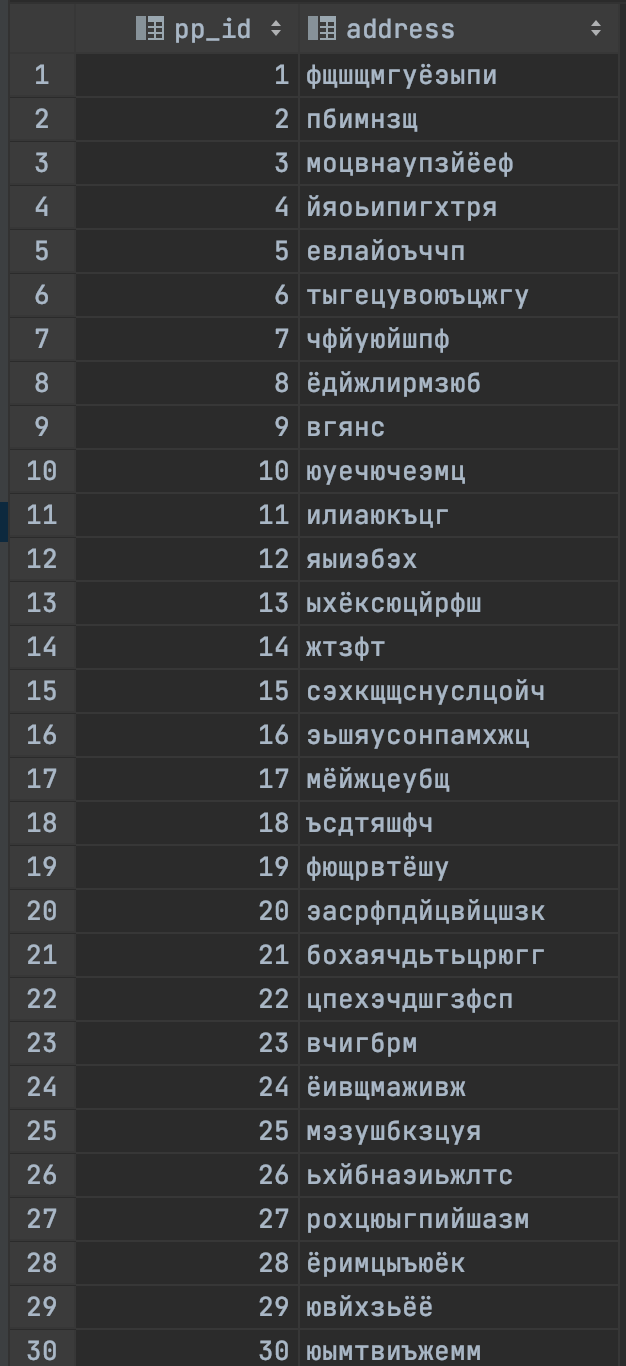 pp_id address
1 1 фщшщмгуёэыпи
2 2 пбимнзщ
3 3 моцвнаупзйёеф
4 4 йяоьипигхтря
5 5 евлайоъччп
6 6 тыгецувоюъцжгу
7 7 чфйуюйшпф
8 8 ёдйжлирмзюб
9 9 вгянс
10 10 юуечючеэмц
11 11 илиаюкъцг
12 12 яыиэбэх
13 13 ыхёксюцйрфш
14 14 жтзфт
15 15 сэхкщщснуслцойч
16 16 эьшяусонпамхжц
17 17 мёйжцеубщ
18 18 ъсдтяшфч
19 19 фющрвтёшу
20 20 эасрфпдйцвйцшзк
21 21 бохаячдьтьцрюгг
22 22 цпехэчдшгзфсп
23 23 вчигбрм
24 24 ёивщмаживж
25 25 мэзушбкзцуя
26 26 ьхйбнаэиьжлтс
27 27 рохцюыгпийшазм
28 28 ёримцыъюёк
29 29 ювйхзьёё
30 30 юымтвиъжемм